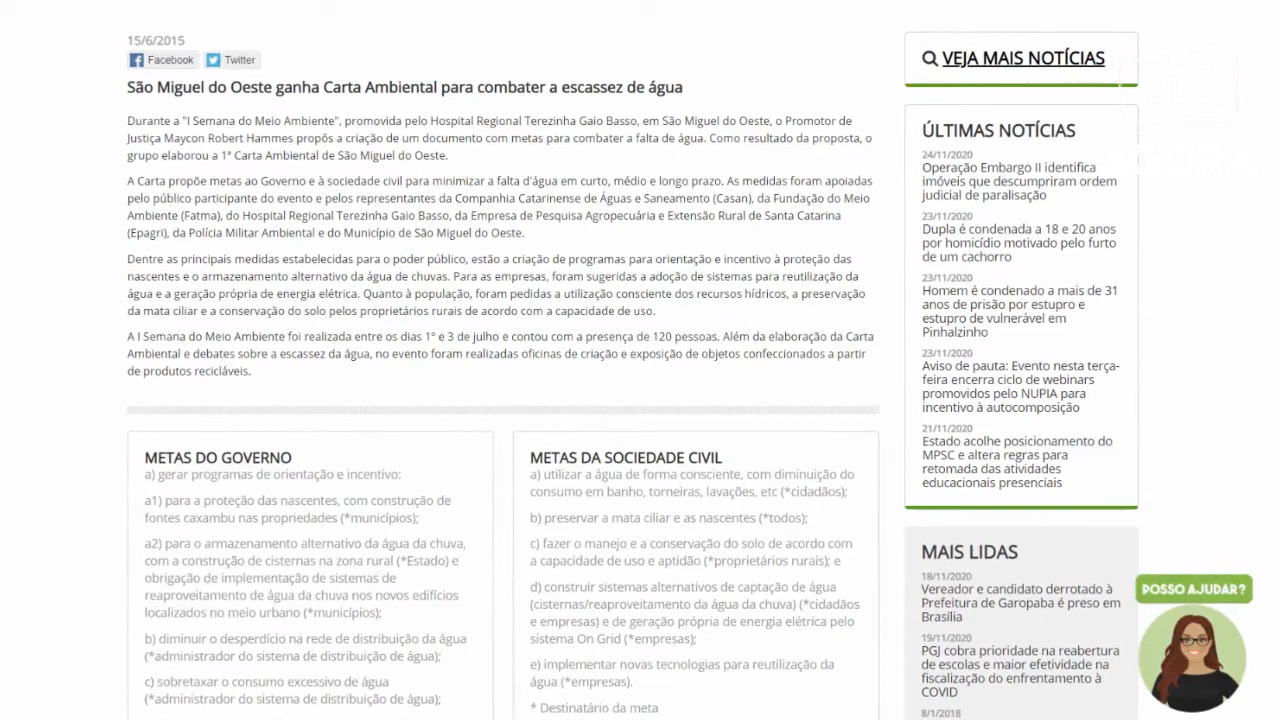 15/6/2015
Facebook Twitter
São Miguel do Oeste ganha Carta Ambiental para combater a escassez de água
Durante a "I Semana do Meio Ambiente", promovida pelo Hospital Regional Terezinha Gaio Basso, em São Miguel do Oeste, o Promotor de
Justiça Maycon Robert Hammes propôs a criação de um documento com metas para combater a falta de água. Como resultado da proposta, o
grupo elaborou a 1ª Carta Ambiental de São Miguel do Oeste.
A Carta propõe metas ao Governo e à sociedade civil para minimizar a falta d'água em curto, médio e longo prazo. As medidas foram apoiadas
pelo público participante do evento e pelos representantes da Companhia Catarinense de Águas e Saneamento (Casan), da Fundação do Meio
Ambiente (Fatma), do Hospital Regional Terezinha Gaio Basso, da Empresa de Pesquisa Agropecuária e Extensão Rural de Santa Catarina
(Epagri), da Polícia Militar Ambiental e do Município de São Miguel do Oeste.
Dentre as principais medidas estabelecidas para o poder público, estão a criação de programas para orientação e incentivo à proteção das
nascentes e o armazenamento alternativo da água de chuvas. Para as empresas, foram sugeridas a adoção de sistemas para reutilização da
água e a geração própria de energia elétrica. Quanto à população, foram pedidas a utilização consciente dos recursos hídricos, a preservação
da mata ciliar e a conservação do solo pelos proprietários rurais de acordo com a capacidade de uso.
A I Semana do Meio Ambiente foi realizada entre os dias 1º e 3 de julho e contou com a presença de 120 pessoas. Além da elaboração da Carta
Ambiental e debates sobre a escassez da água, no evento foram realizadas oficinas de criação e exposição de objetos confeccionados a partir
de produtos recicláveis.
METAS DO GOVERNO
a) gerar programas de orientação e incentivo:
a1) para a proteção das nascentes, com construção de
fontes caxambu nas propriedades (*municípios);
a2) para o armazenamento alternativo da água da chuva,
com a construção de cisternas na zona rural (*Estado) e
obrigação de implementação de sistemas de
reaproveitamento de água da chuva nos novos edifícios
localizados no meio urbano (*municípios);
b) diminuir o desperdício na rede de distribuição da água
(*administrador do sistema de distribuição de água);
c) sobretaxar o consumo excessivo de água
(*administrador do sistema de distribuição de água);
METAS DA SOCIEDADE CIVIL
a) utilizar a água de forma consciente, com diminuição do
consumo em banho, torneiras, lavações, etc (*cidadãos);
b) preservar a mata ciliar e as nascentes (*todos);
c) fazer o manejo e a conservação do solo de acordo com
a capacidade de uso e aptidão (*proprietários rurais); e
d) construir sistemas alternativos de captação de água
(cisternas/reaproveitamento da água da chuva) (*cidadãos
e empresas) e de geração própria de energia elétrica pelo
sistema On Grid (*empresas);
e) implementar novas tecnologias para reutilização da
água (*empresas).
* Destinatário da meta
VEJA MAIS NOTÍCIAS
ÚLTIMAS NOTÍCIAS
24/11/2020
Operação Embargo II identifica
imóveis que descumpriram ordem
judicial de paralisação
23/11/2020
Dupla é condenada a 18 e 20 anos
por homicídio motivado pelo furto
de um cachorro
23/11/2020
Homem é condenado a mais de 31
anos de prisão por estupro e
estupro de vulnerável em
Pinhalzinho
23/11/2020
Aviso de pauta: Evento nesta terça-
feira encerra ciclo de webinars
promovidos pelo NUPIA para
incentivo à autocomposição
21/11/2020
Estado acolhe posicionamento do
MPSC e altera regras para
retomada das atividades
educacionais presenciais
MAIS LIDAS
18/11/2020
Vereador e candidato derrotado à
Prefeitura de Garopaba é preso em
Brasília
19/11/2020
PGJ cobra prioridade na reabertura
de escolas e maior efetividade na
fiscalização do enfrentamento à
COVID
8/1/2018
POSSO AJUDAR?
AGORA